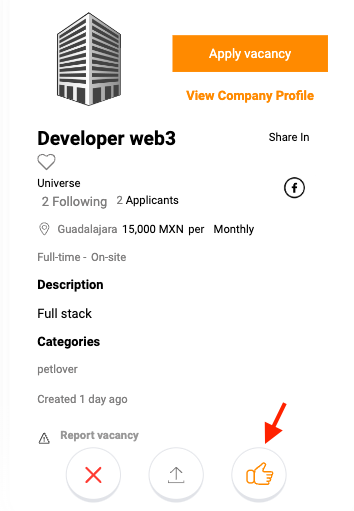 Apply vacancy
View Company Profile
Developer web3
Share In
Universe
2 Following 2 Applicants
Guadalajara 15,000 MXN per Monthly
Full-time - On-site
Description
Full stack
Categories
petlover
Created 1 day ago
Report vacancy